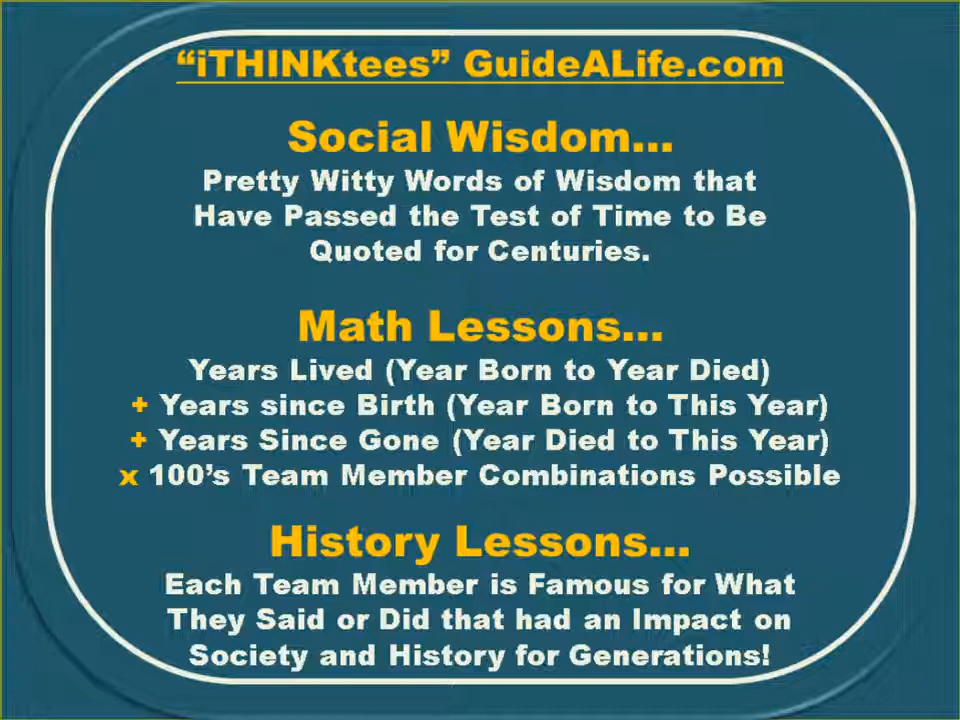 “iTHINKtees” GuideALife.com
Social Wisdom...
Pretty Witty Words of Wisdom that
Have Passed the Test of Time to Be
Quoted for Centuries.
Math Lessons...
Years Lived (Year Born to Year Died)
+ Years since Birth (Year Born to This Year)
+ Years Since Gone (Year Died to This Year)
x 100’s Team Member Combinations Possible
History Lessons...
Each Team Member is Famous for What
They Said or Did that had an Impact on
Society and History for Generations!